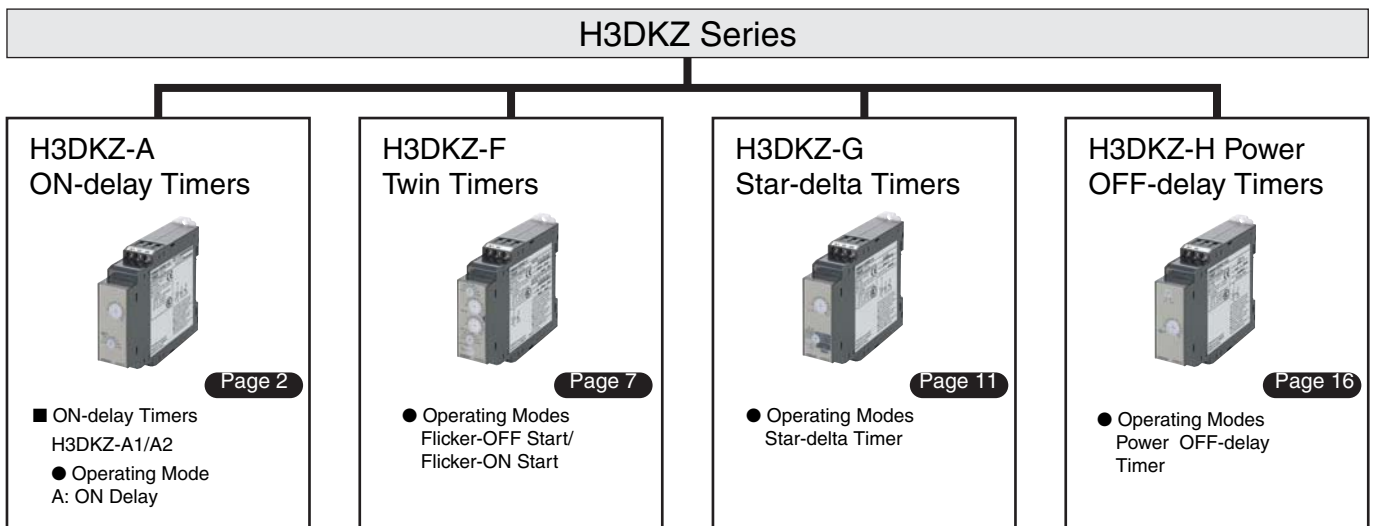 H3DKZ Series
H3DKZ-A
ON-delay Timers
Page 2
■ ON-delay Timers
H3DKZ-A1/A2
● Operating Mode
A: ON Delay
H3DKZ-F
Twin Timers
Page 7
● Operating Modes
Flicker-OFF Start/
Flicker-ON Start
H3DKZ-G
Star-delta Timers
Page 11
● Operating Modes
Star-delta Timer
H3DKZ-H Power
OFF-delay Timers
Page 16
● Operating Modes
Power OFF-delay
Timer